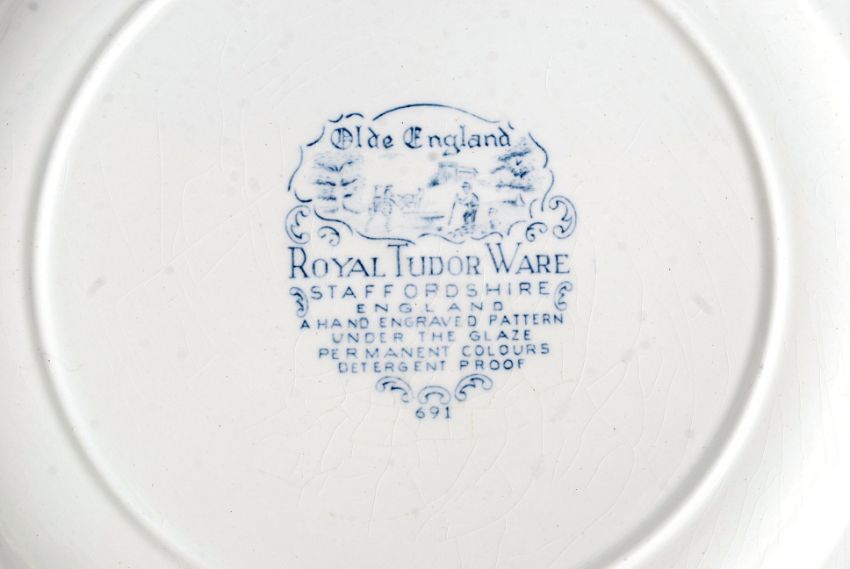 Olde England
ROYAL TUDOR WARE
STAFFORDSHIRE
ENGLAND
A HAND ENGRAVED PATTERN
UNDER THE GLAZE
PERMANENT COLOURS
DETERGENT PROOF
691